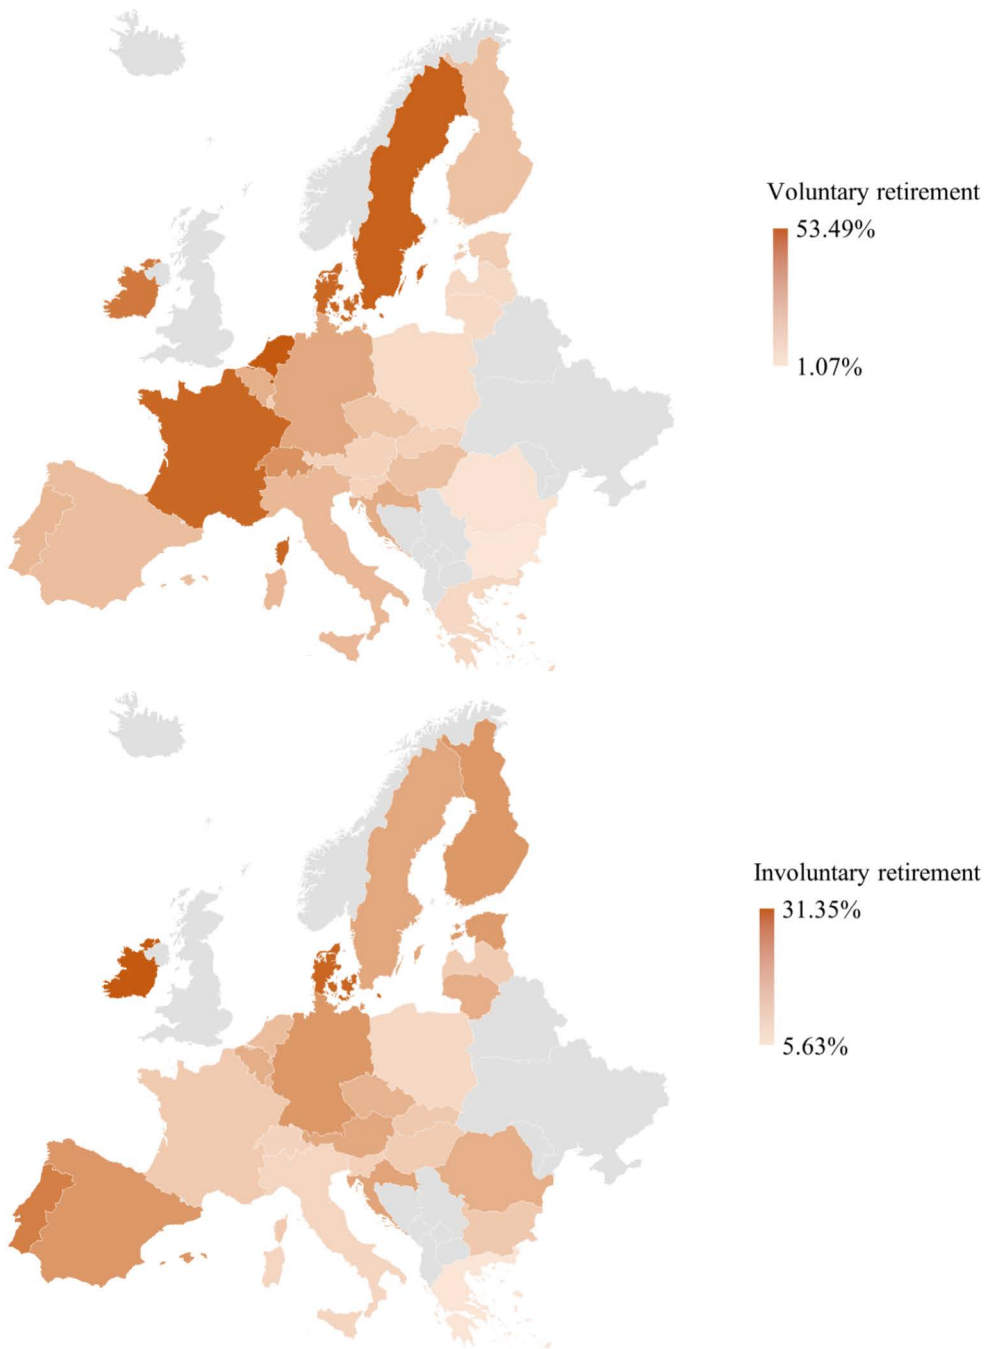 Voluntary retirement
53.49%
1.07%
Involuntary retirement
31.35%
5.63%